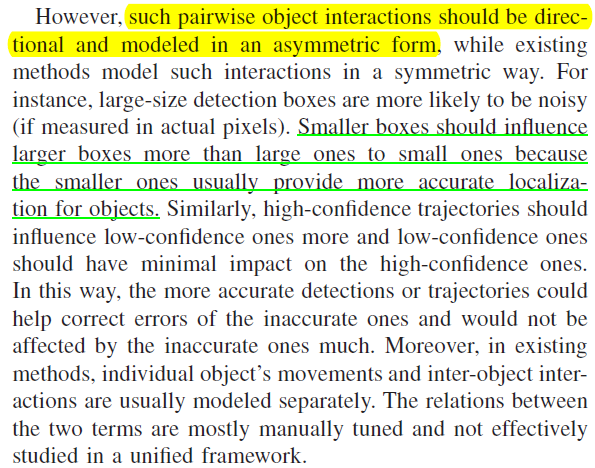 However, such pairwise object interactions should be direc-
tional and modeled in an asymmetric form, while existing
methods model such interactions in a symmetric way. For
instance, large-size detection boxes are more likely to be noisy
(if measured in actual pixels). Smaller boxes should influence
larger boxes more than large ones to small ones because
the smaller ones usually provide more accurate localiza-
tion for objects. Similarly, high-confidence trajectories should
influence low-confidence ones more and low-confidence ones
should have minimal impact on the high-confidence ones.
In this way, the more accurate detections or trajectories could
help correct errors of the inaccurate ones and would not be
affected by the inaccurate ones much. Moreover, in existing
methods, individual object's movements and inter-object inter-
actions are usually modeled separately. The relations between
the two terms are mostly manually tuned and not effectively
studied in a unified framework.